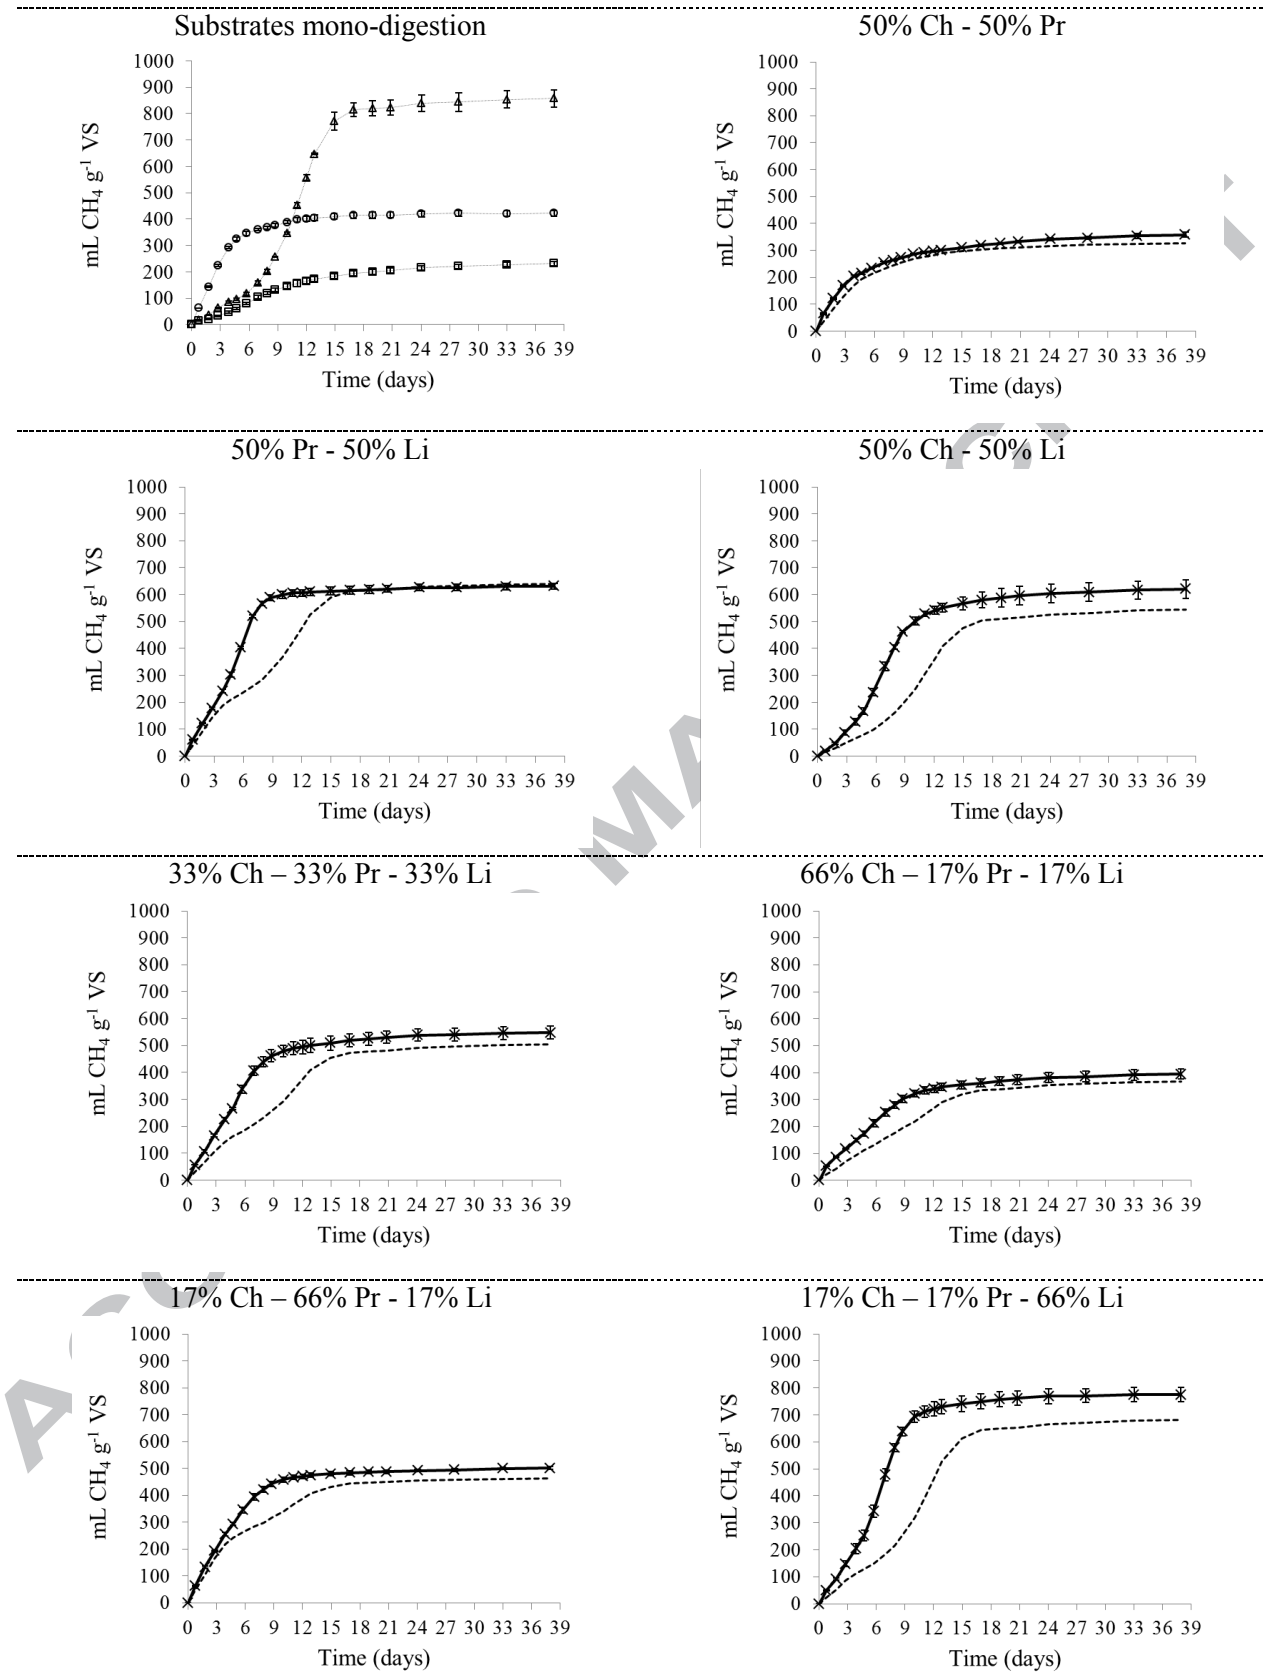 Substrates mono-digestion
1000
900
800
700
600
500
400
300
200
100
0
mL CH4 g-1 VS
0 3 6 9 12 15 18 21 24 27 30 33 36 39
Time (days)
50% Ch - 50% Pr
1000
900
800
700
600
500
400
300
200
100
0
mL CH4 g-1 VS
0 3 6 9 12 15 18 21 24 27 30 33 36 39
Time (days)
50% Pr - 50% Li
1000
900
800
700
600
500
400
300
200
100
0
mL CH4 g-1 VS
0 3 6 9 12 15 18 21 24 27 30 33 36 39
Time (days)
50% Ch - 50% Li
1000
900
800
700
600
500
400
300
200
100
0
mL CH4 g-1 VS
0 3 6 9 12 15 18 21 24 27 30 33 36 39
Time (days)
33% Ch – 33% Pr - 33% Li
1000
900
800
700
600
500
400
300
200
100
0
mL CH4 g-1 VS
0 3 6 9 12 15 18 21 24 27 30 33 36 39
Time (days)
66% Ch – 17% Pr - 17% Li
1000
900
800
700
600
500
400
300
200
100
0
mL CH4 g-1 VS
0 3 6 9 12 15 18 21 24 27 30 33 36 39
Time (days)
17% Ch – 66% Pr - 17% Li
1000
900
800
700
600
500
400
300
200
100
0
mL CH4 g-1 VS
0 3 6 9 12 15 18 21 24 27 30 33 36 39
Time (days)
17% Ch – 17% Pr - 66% Li
1000
900
800
700
600
500
400
300
200
100
0
mL CH4 g-1 VS
0 3 6 9 12 15 18 21 24 27 30 33 36 39
Time (days)